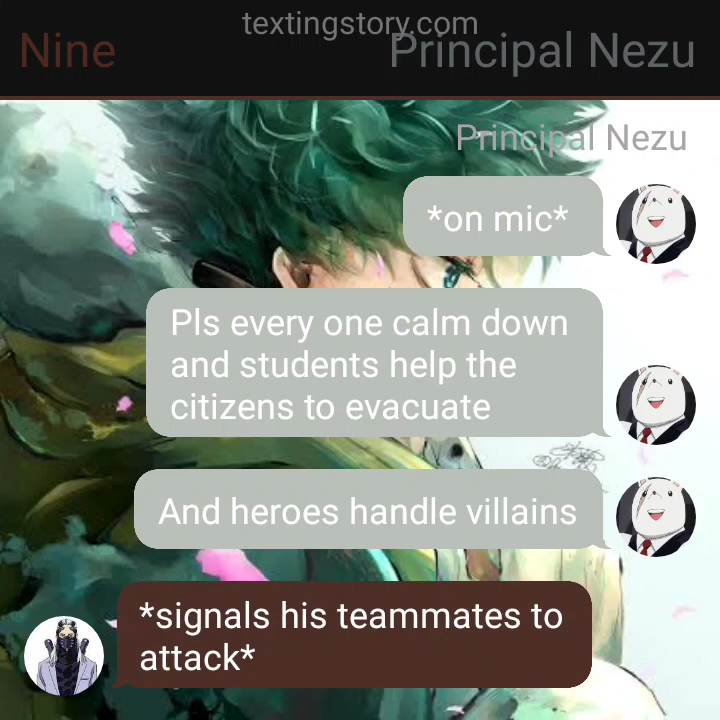 textingstory.com
Nine
Principal Nezu
Principal Nezu
*on mic*
Pls every one calm down
and students help the
citizens to evacuate
And heroes handle villains
*signals his teammates to
attack*